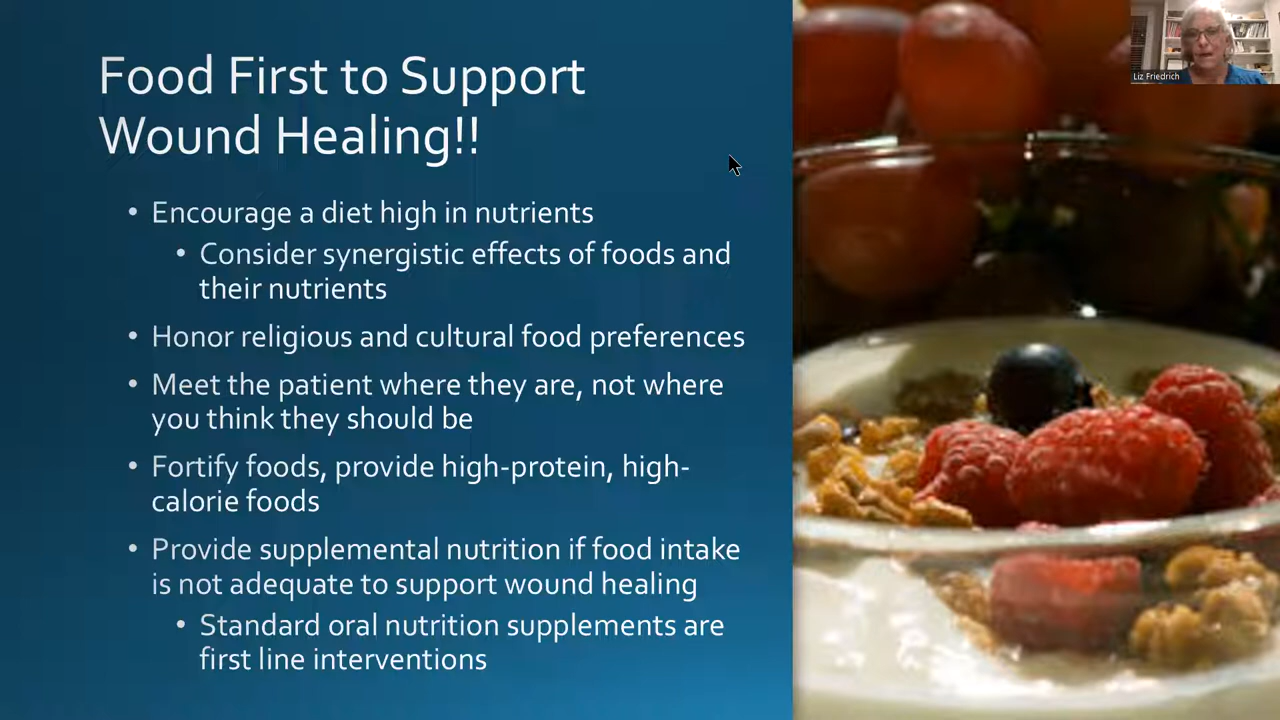 Food First to Support
Wound Healing!!
• Encourage a diet high in nutrients
• Consider synergistic effects of foods and
their nutrients
• Honor religious and cultural food preferences
• Meet the patient where they are, not where
you think they should be
• Fortify foods, provide high-protein, high-
calorie foods
• Provide supplemental nutrition if food intake
is not adequate to support wound healing
• Standard oral nutrition supplements are
first line interventions
Liz Friedrich